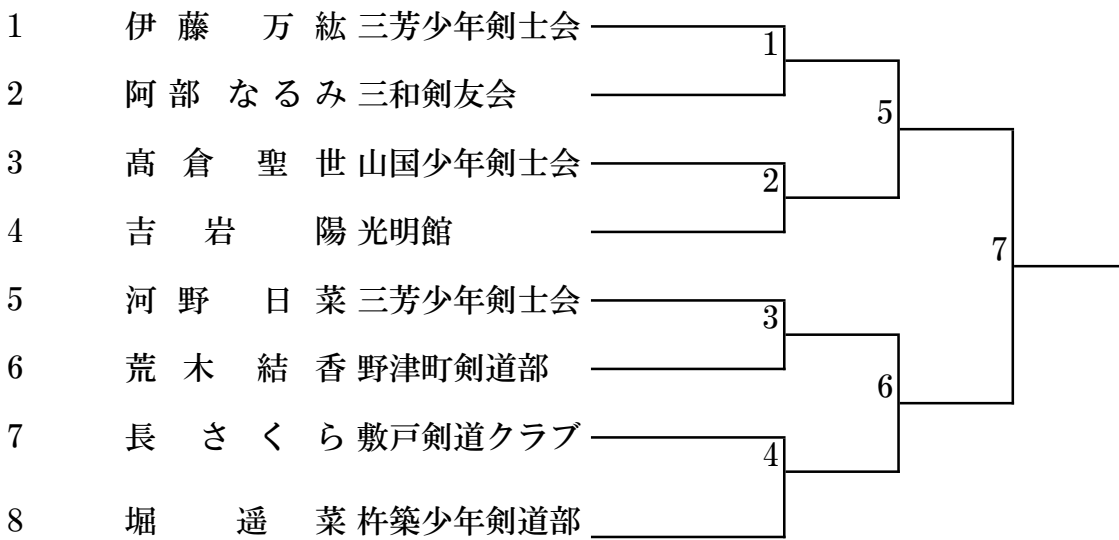 1 伊藤 万紘 三芳少年剣士会
2 阿部 なるみ 三和剣友会
3 髙倉 聖世 山国少年剣士会
4 吉岩 陽 光明館
5 河野 日菜 三芳少年剣士会
6 荒木 結香 野津町剣道部
7 長 さくら 敷戸剣道クラブ
8 堀 遥菜 杵築少年剣道部
1
2
3
4
5
6
7